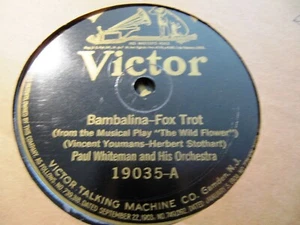 Victor
Bambalina-Fox Trot
(from the Musical Play "The Wild Flower")
(Vincent Youmans-Herbert Stothart)
Paul Whiteman and His Orchestra
19035-A
VICTOR TALKING MACHINE CO. Camden, N.J.